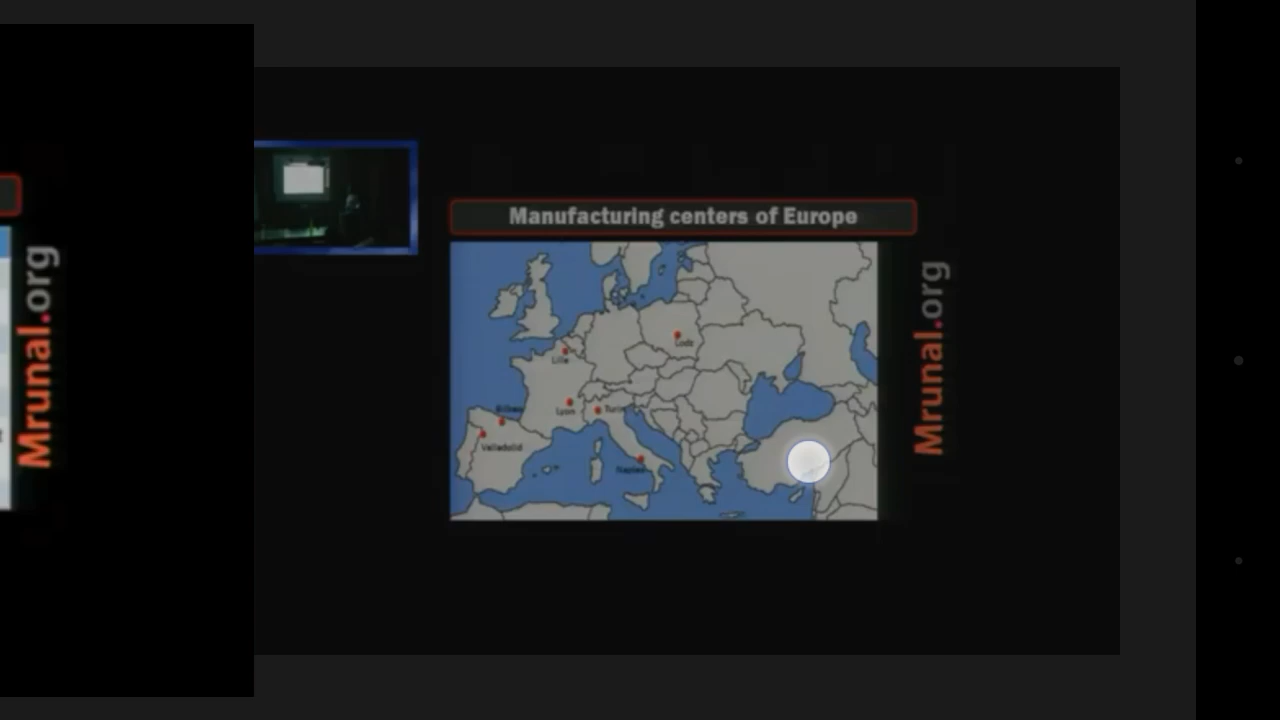 Manufacturing centers of Europe
Mrunal.org
Mrunal.org
Lodz
Lille
Lyon
Turin
Bilbao
Valladolid
Naples